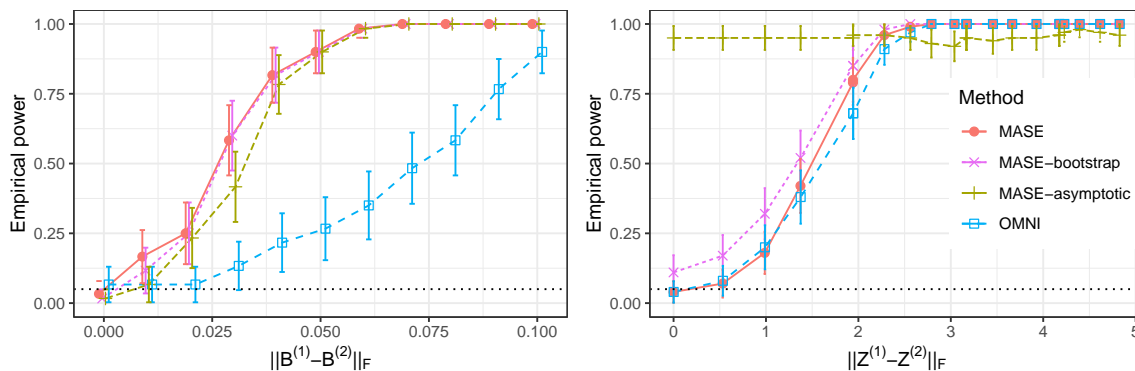 Empirical power
1.00
0.75
0.50
0.25
0.00
0.000
0.025
0.050
0.075
0.100
||B⁽¹⁾−B⁽²⁾||F
Empirical power
1.00
0.75
0.50
0.25
0.00
0
1
2
3
4
5
||Z⁽¹⁾−Z⁽²⁾||F
Method
MASE
MASE−bootstrap
MASE−asymptotic
OMNI